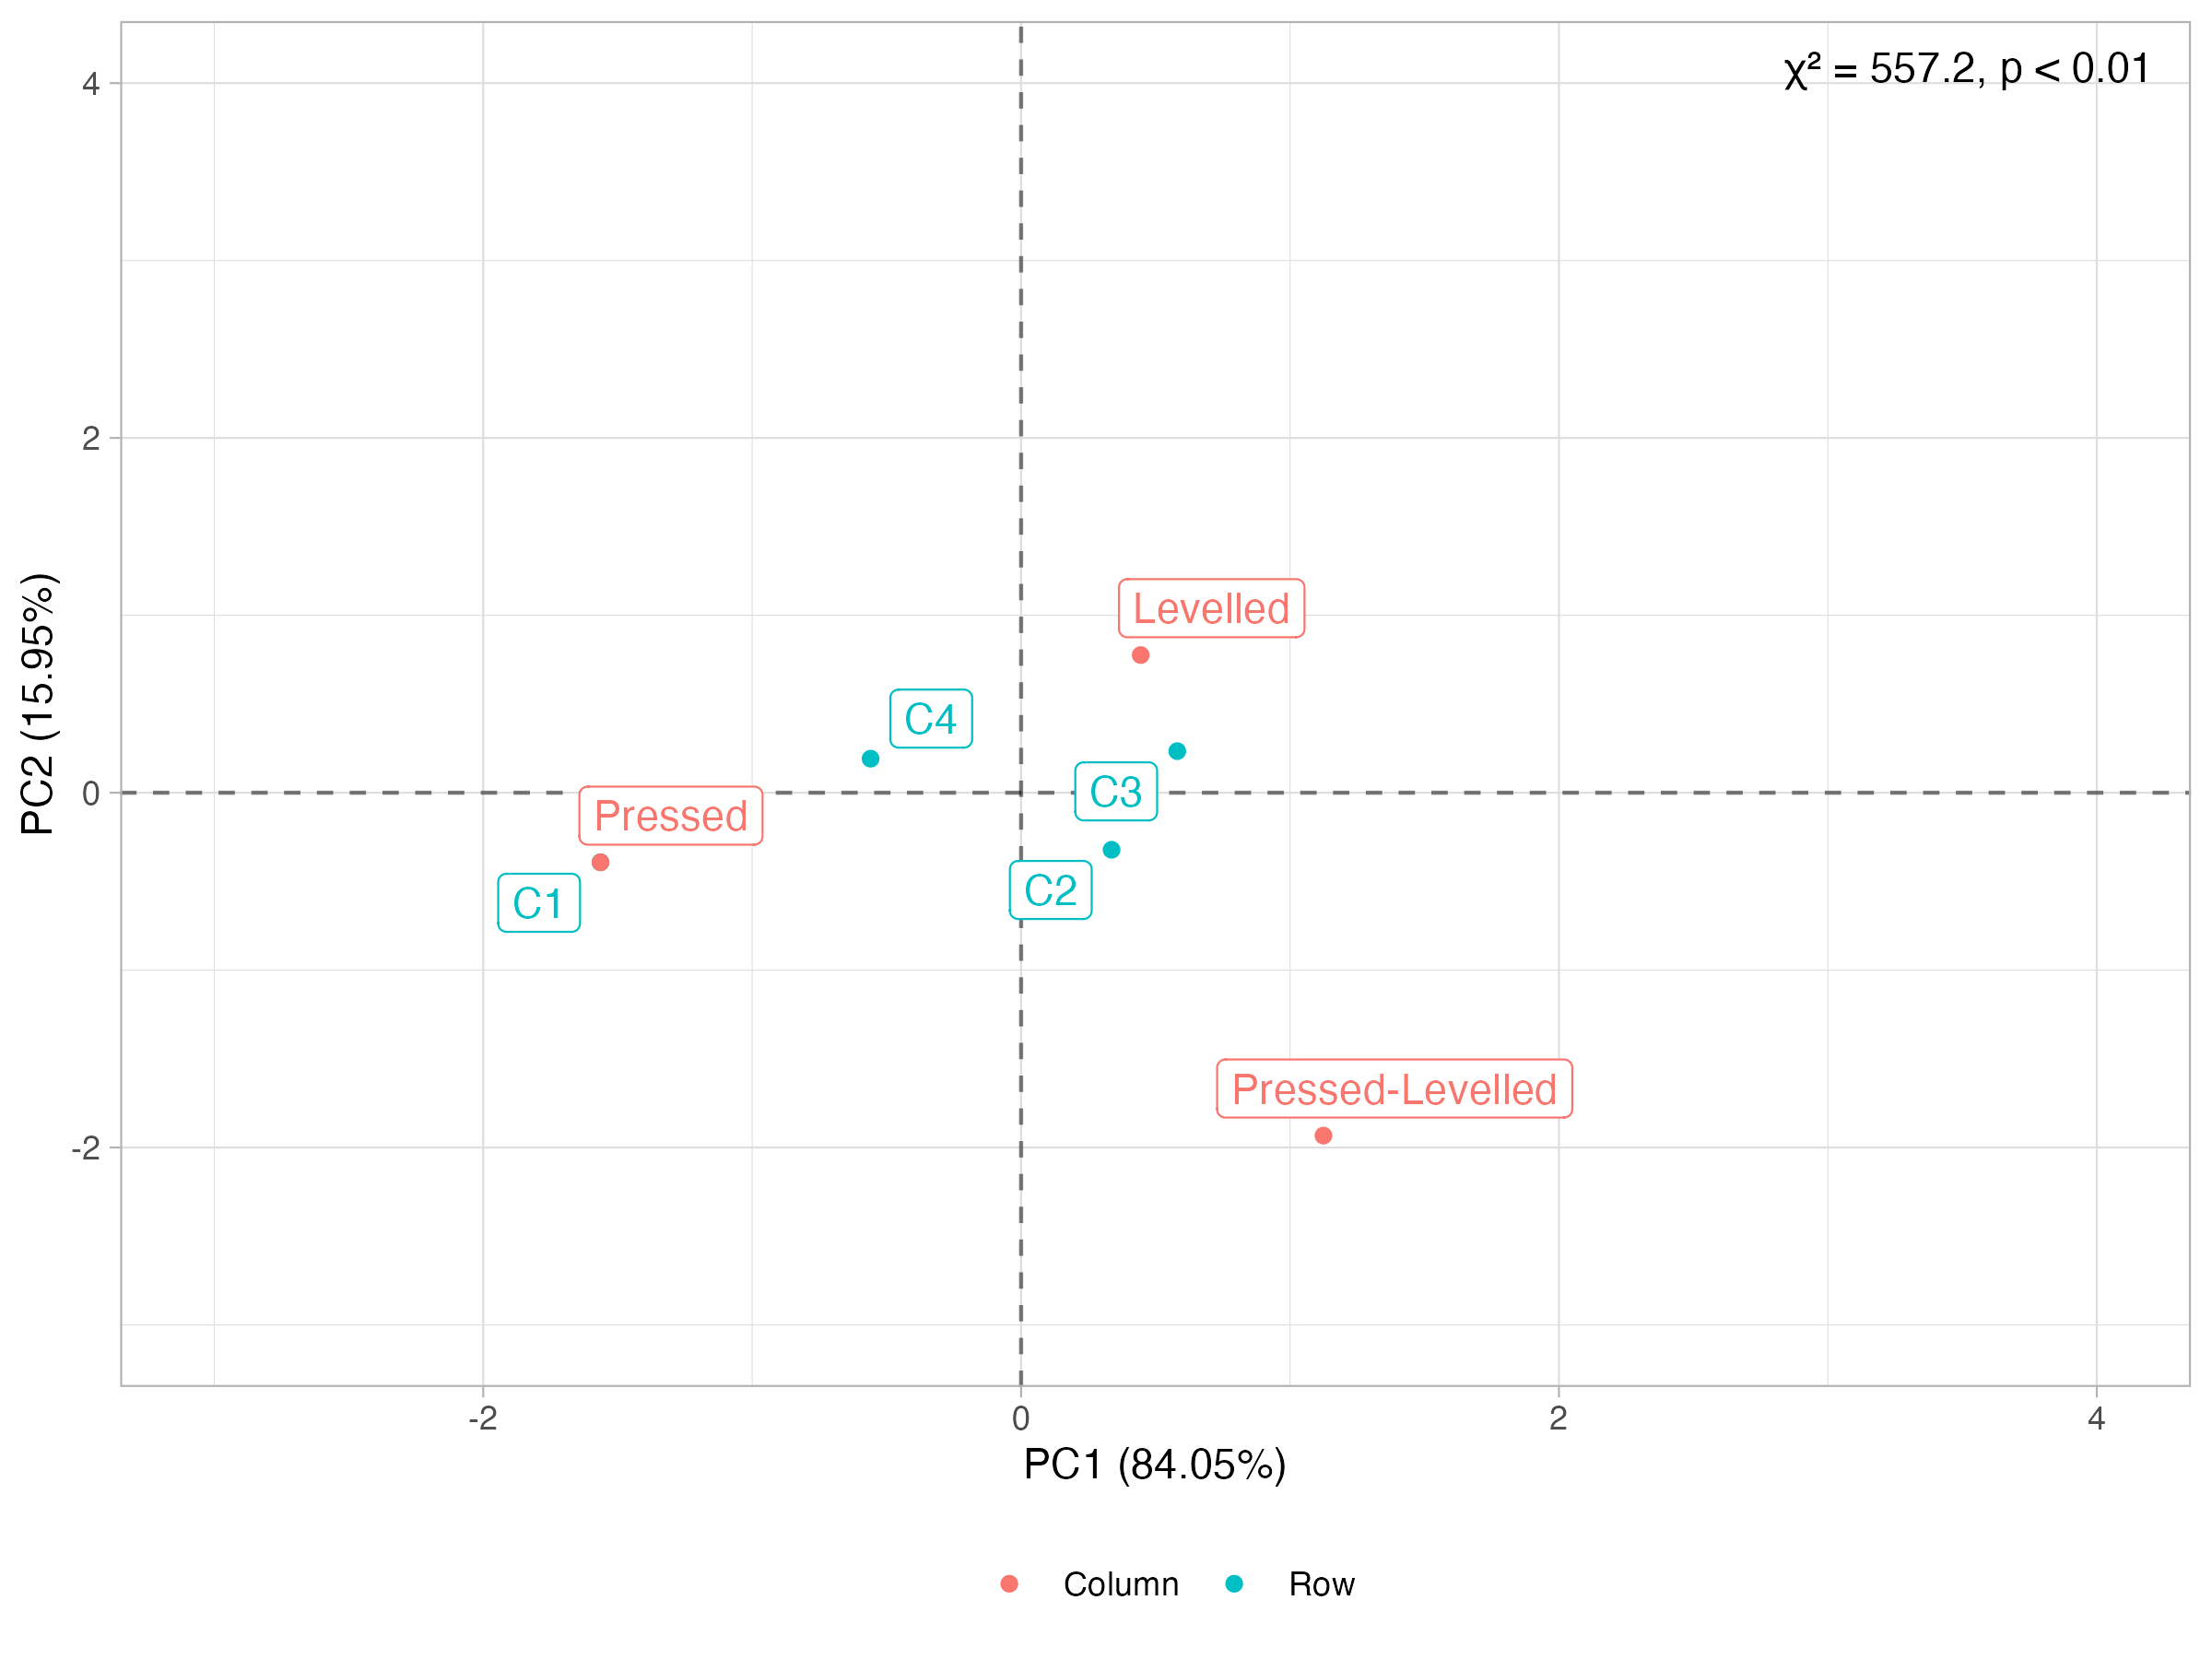 χ² = 557.2, p < 0.01
4
2
0
-2
PC2 (15.95%)
Levelled
C4
C3
Pressed
C1
C2
Pressed-Levelled
-2
0
2
4
PC1 (84.05%)
Column
Row